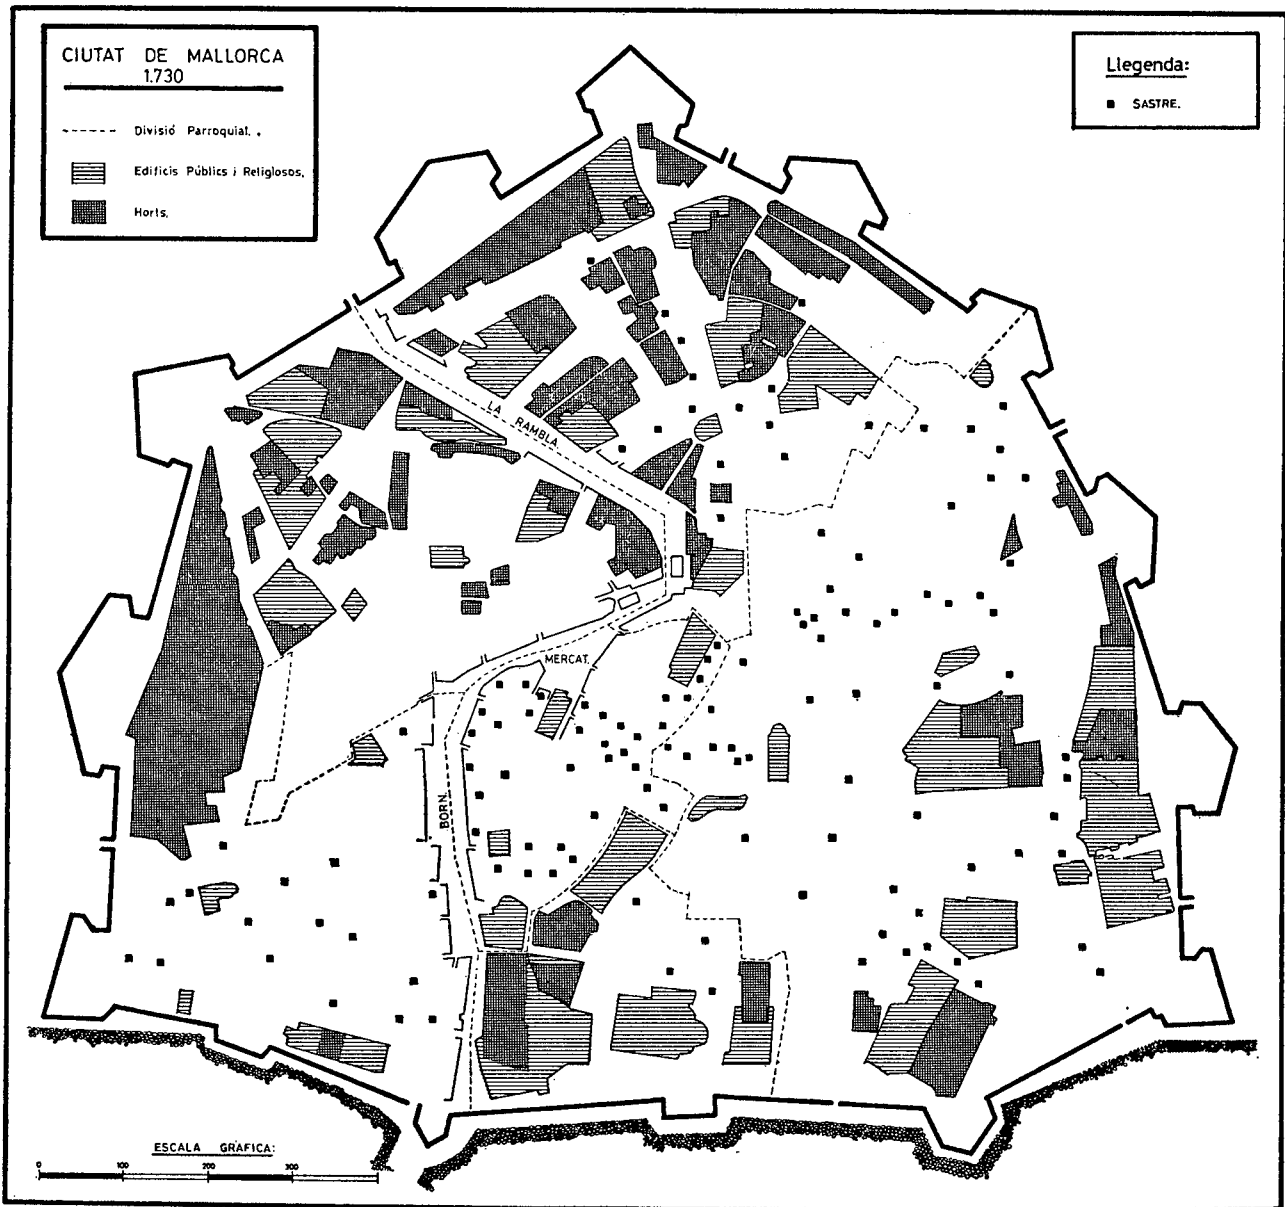 CIUTAT DE MALLORCA
1.730
Divisió Parroquial. .
Edificis Públics i Religiosos.
Horts.
Llegenda:
SASTRE.
LA RAMBLA.
MERCAT.
BORN.
ESCALA GRÀFICA:
0 100 200 300